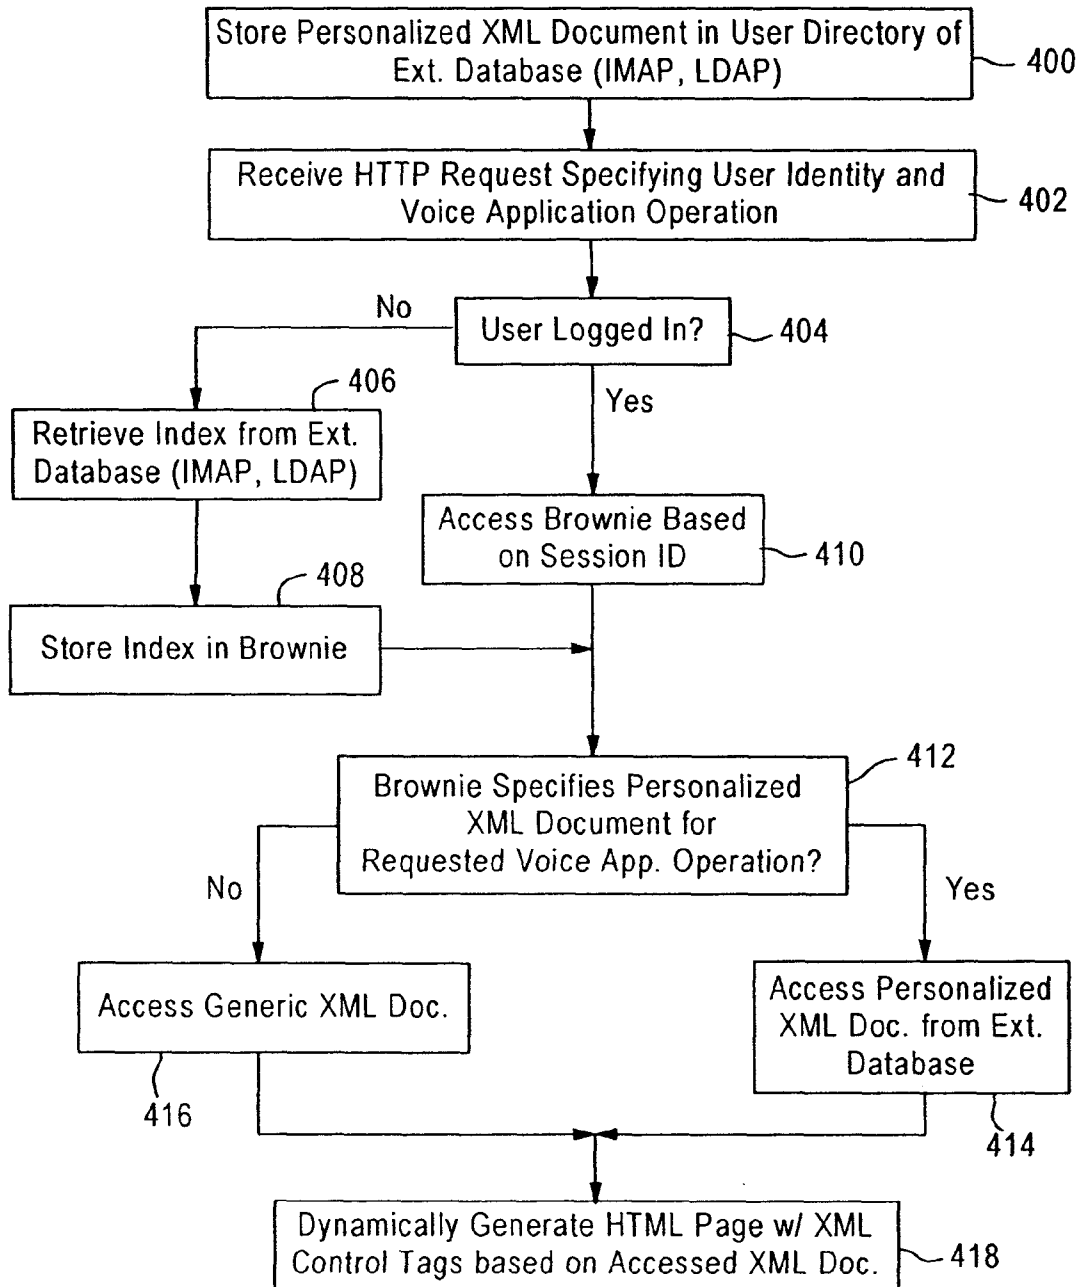 Store Personalized XML Document in User Directory of
Ext. Database (IMAP, LDAP)
400
Receive HTTP Request Specifying User Identity and
Voice Application Operation
402
No
User Logged In?
404
Yes
406
Retrieve Index from Ext.
Database (IMAP, LDAP)
Access Brownie Based
on Session ID
410
408
Store Index in Brownie
412
Brownie Specifies Personalized
XML Document for
Requested Voice App. Operation?
No
Yes
Access Generic XML Doc.
416
Access Personalized
XML Doc. from Ext.
Database
414
Dynamically Generate HTML Page w/ XML
Control Tags based on Accessed XML Doc.
418